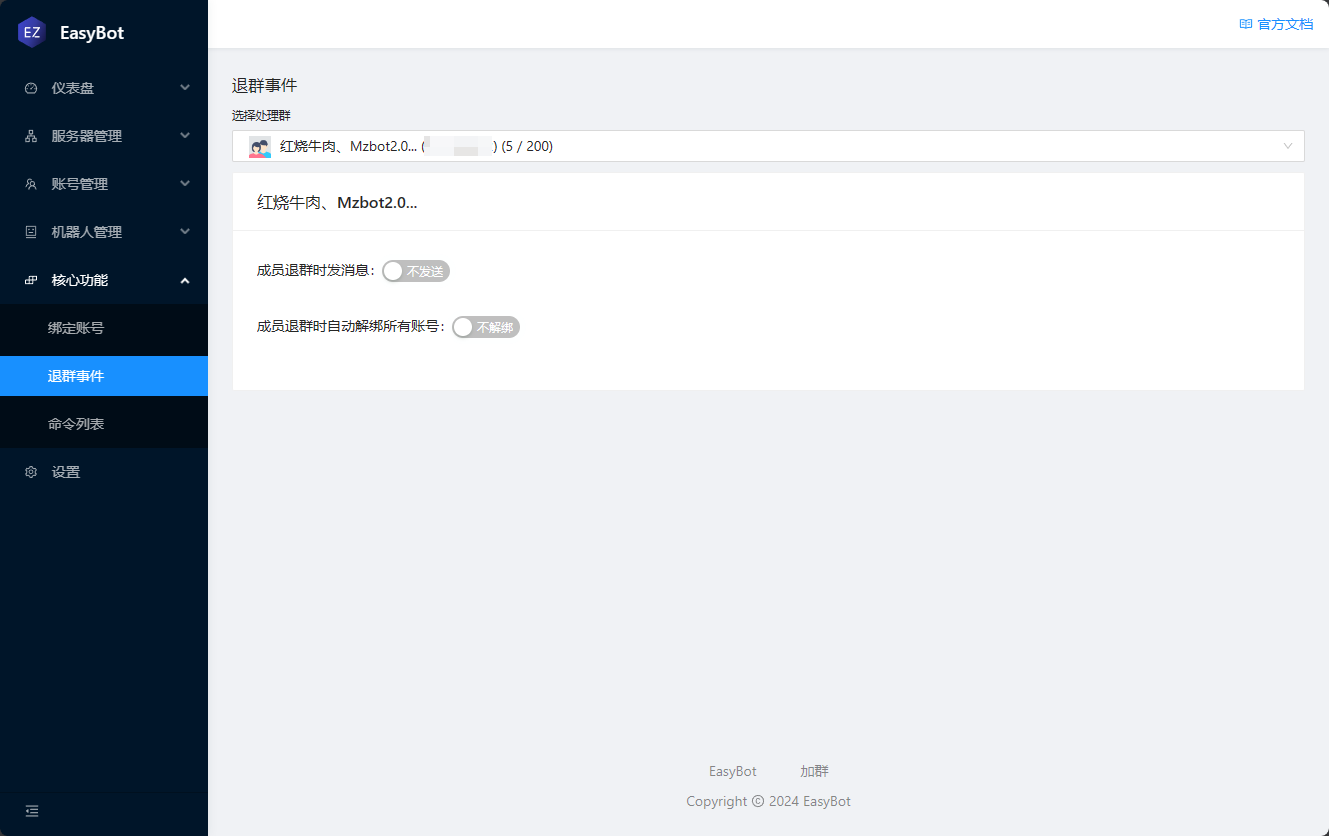 EZ EasyBot
官方文档
仪表盘
服务器管理
账号管理
机器人管理
核心功能
绑定账号
退群事件
命令列表
设置
退群事件
选择处理群
红烧牛肉、Mzbot2.0... ( ) (5 / 200)
红烧牛肉、Mzbot2.0...
成员退群时发消息: 不发送
成员退群时自动解绑所有账号: 不解绑
EasyBot 加群
Copyright © 2024 EasyBot